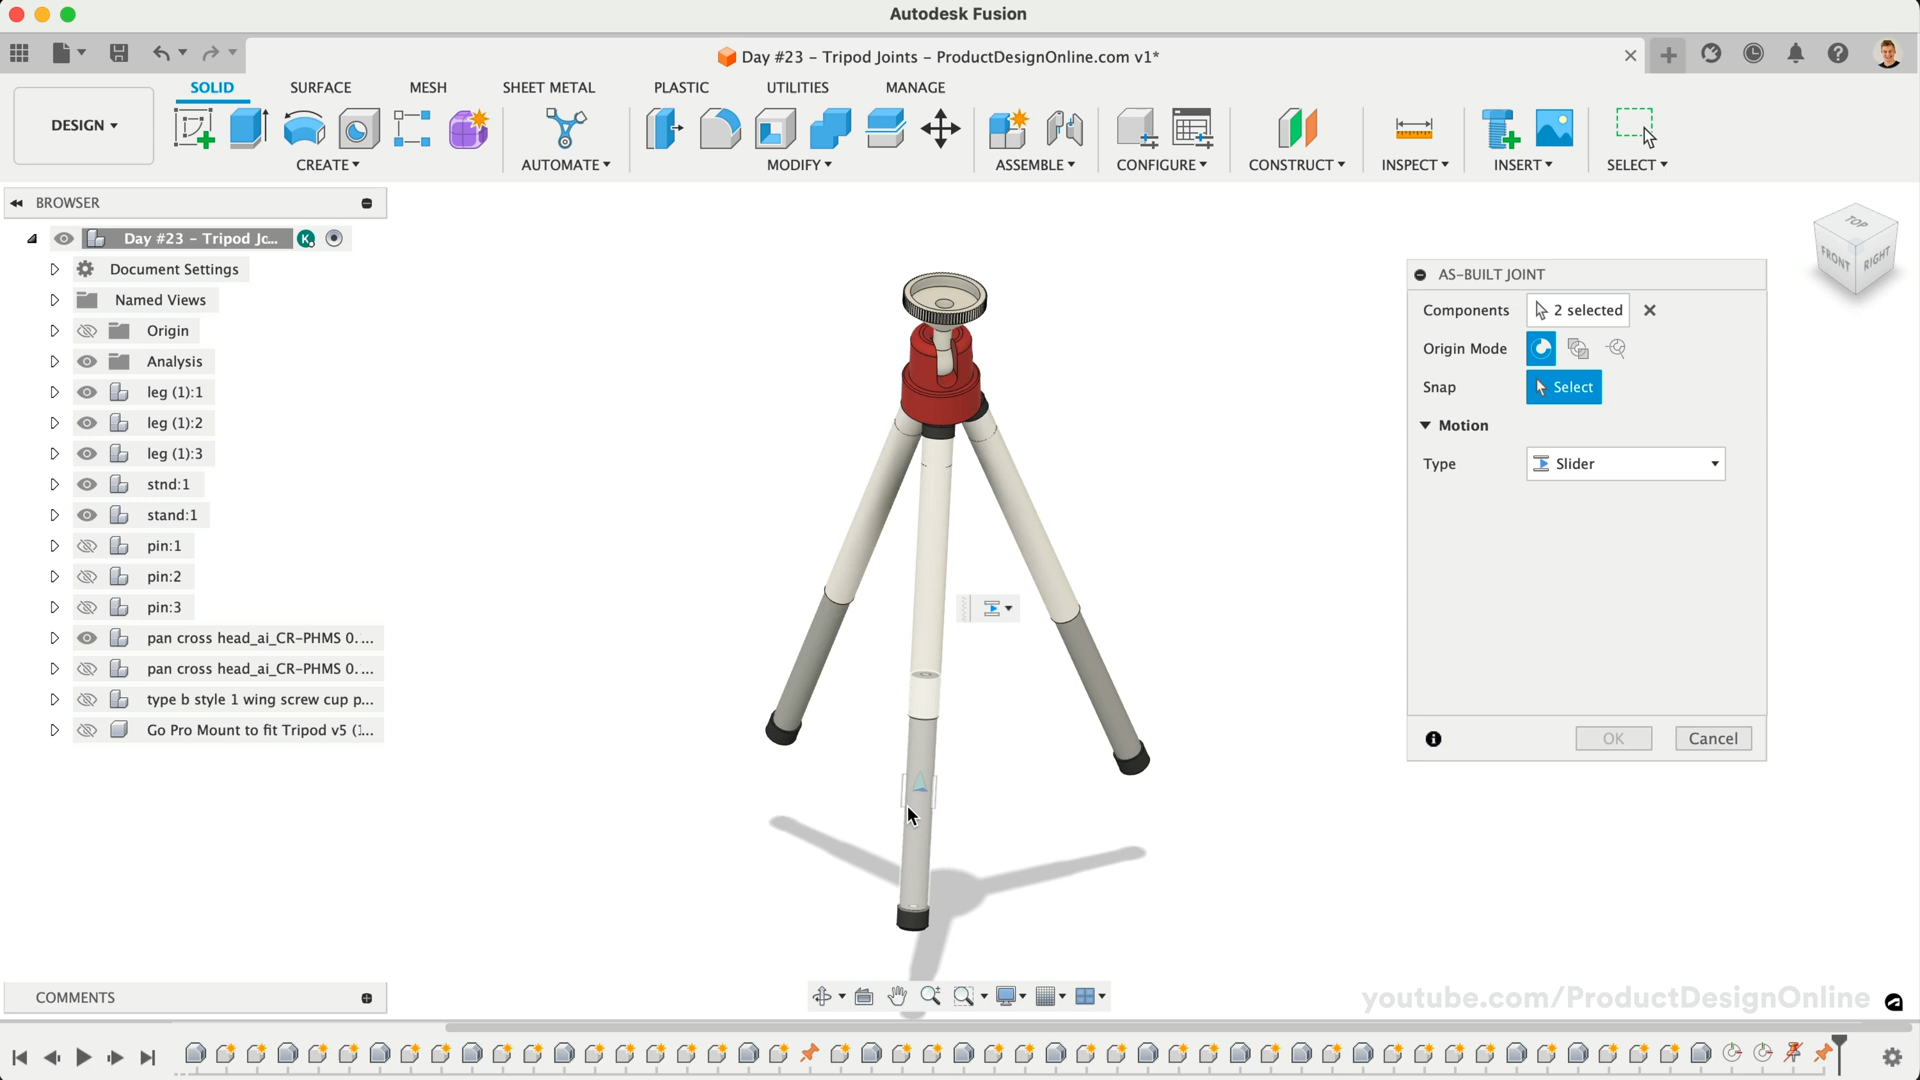 Autodesk Fusion
Day #23 – Tripod Joints – ProductDesignOnline.com v1*
SOLID SURFACE MESH SHEET METAL PLASTIC UTILITIES MANAGE
DESIGN
CREATE AUTOMATE MODIFY ASSEMBLE CONFIGURE CONSTRUCT INSPECT INSERT SELECT
BROWSER
Day #23 – Tripod Jc... K
Document Settings
Named Views
Origin
Analysis
leg (1):1
leg (1):2
leg (1):3
stnd:1
stand:1
pin:1
pin:2
pin:3
pan cross head_ai_CR-PHMS 0. ...
pan cross head_ai_CR-PHMS 0. ...
type b style 1 wing screw cup p...
Go Pro Mount to fit Tripod v5 (1...
TOP
FRONT RIGHT
AS-BUILT JOINT
Components 2 selected
Origin Mode
Snap Select
Motion
Type Slider
OK Cancel
COMMENTS
youtube.com/ProductDesignOnline